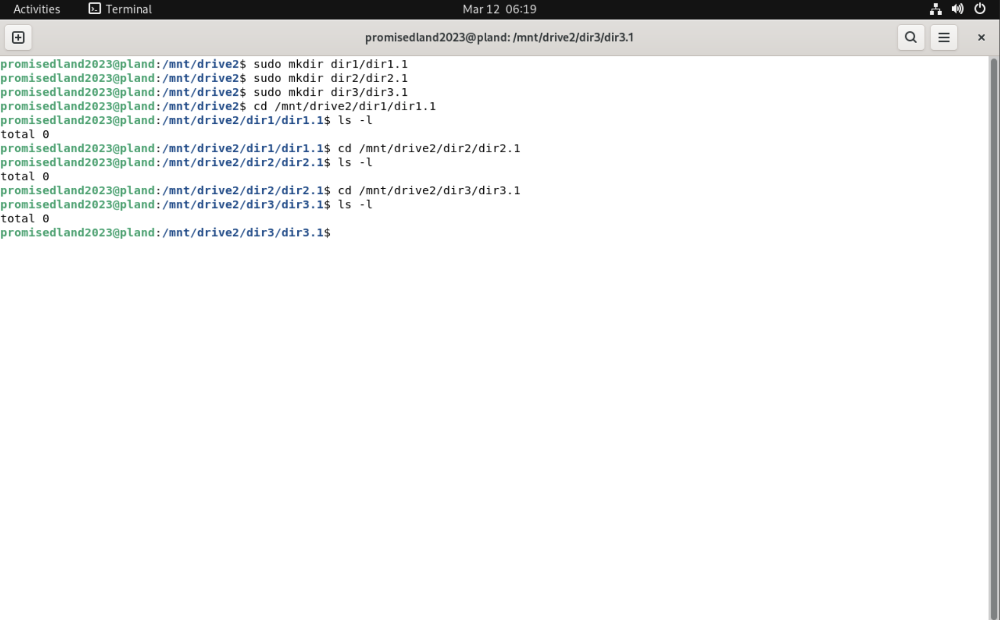 Activities Terminal Mar 12 06:19
promisedland2023@pland: /mnt/drive2/dir3/dir3.1
promisedland2023@pland:/mnt/drive2$ sudo mkdir dir1/dir1.1
promisedland2023@pland:/mnt/drive2$ sudo mkdir dir2/dir2.1
promisedland2023@pland:/mnt/drive2$ sudo mkdir dir3/dir3.1
promisedland2023@pland:/mnt/drive2$ cd /mnt/drive2/dir1/dir1.1
promisedland2023@pland:/mnt/drive2/dir1/dir1.1$ ls -l
total 0
promisedland2023@pland:/mnt/drive2/dir1/dir1.1$ cd /mnt/drive2/dir2/dir2.1
promisedland2023@pland:/mnt/drive2/dir2/dir2.1$ ls -l
total 0
promisedland2023@pland:/mnt/drive2/dir2/dir2.1$ cd /mnt/drive2/dir3/dir3.1
promisedland2023@pland:/mnt/drive2/dir3/dir3.1$ ls -l
total 0
promisedland2023@pland:/mnt/drive2/dir3/dir3.1$